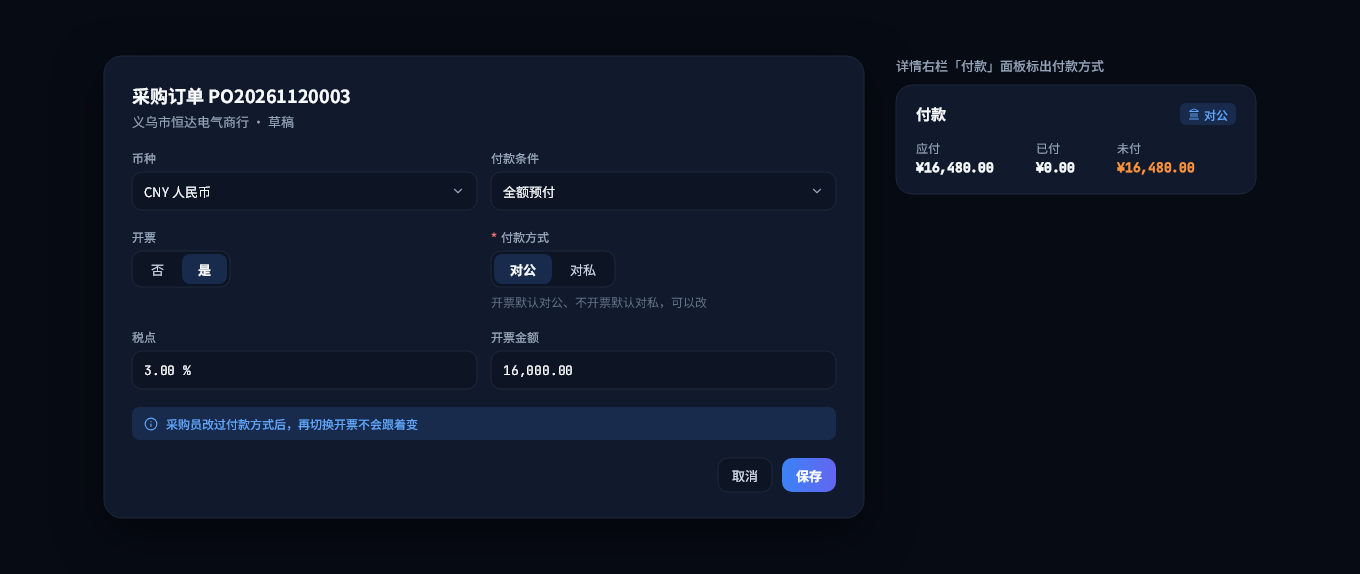 采购订单 PO20261120003
义乌市恒达电气商行 · 草稿
币种
付款条件
CNY 人民币
全额预付
开票
* 付款方式
否
是
对公
对私
开票默认对公、不开票默认对私，可以改
税点
开票金额
3.00 %
16,000.00
采购员改过付款方式后，再切换开票不会跟着变
取消
保存
详情右栏「付款」面板标出付款方式
付款
对公
应付
已付
未付
¥16,480.00
¥0.00
¥16,480.00